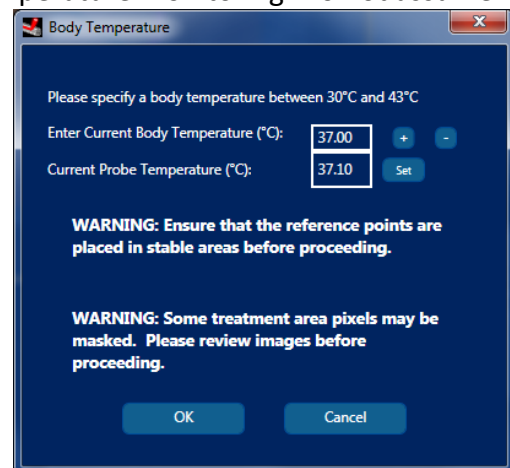 Body Temperature
Please specify a body temperature between 30°C and 43°C
Enter Current Body Temperature (°C): 37.00 + -
Current Probe Temperature (°C): 37.10 Set
WARNING: Ensure that the reference points are
placed in stable areas before proceeding.
WARNING: Some treatment area pixels may be
masked. Please review images before
proceeding.
OK Cancel